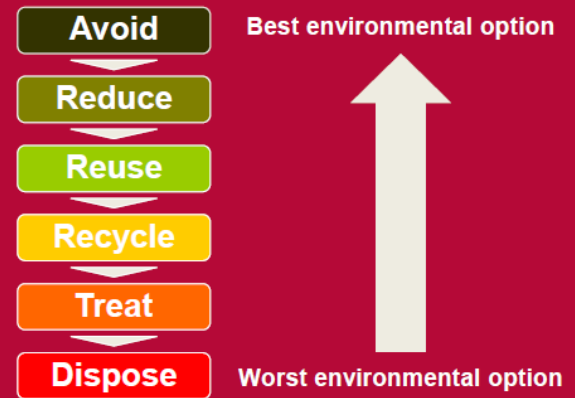 Avoid
Best environmental option
Reduce
Reuse
Recycle
Treat
Dispose
Worst environmental option